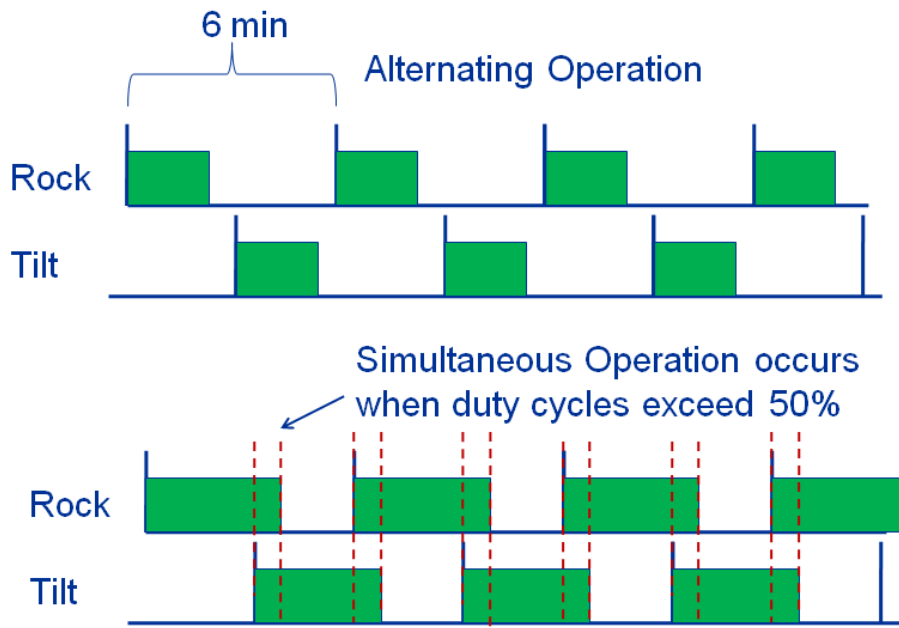 6 min
Alternating Operation
Rock
Tilt
Simultaneous Operation occurs
when duty cycles exceed 50%
Rock
Tilt